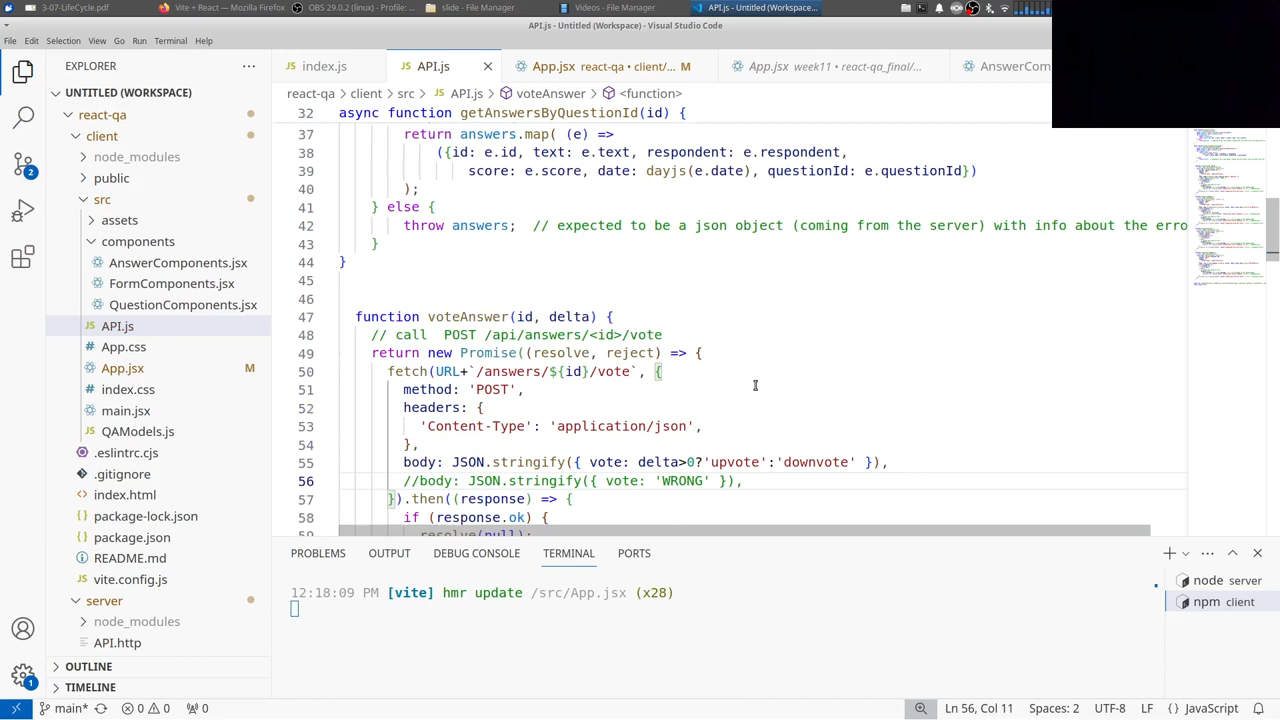 3-07-LifeCycle.pdf
Vite + React — Mozilla Firefox
OBS 29.0.2 (linux) - Profile: ...
slide - File Manager
Videos - File Manager
API.js - Untitled (Workspace...
API.js - Untitled (Workspace) - Visual Studio Code
File Edit Selection View Go Run Terminal Help
EXPLORER
UNTITLED (WORKSPACE)
react-qa
client
node_modules
public
assets
components
AnswerComponents.jsx
QuestionComponents.jsx
API.js
App.css
App.jsx M
index.css
main.jsx
QAModels.js
.eslintrc.cjs
.gitignore
index.html
package-lock.json
package.json
README.md
vite.config.js
server
node_modules
API.http
OUTLINE
TIMELINE
index.js
API.js
App.jsx react-qa • client/... M
App.jsx week11 • react-qa_final/...
AnswerCom
react-qa > client > src > API.js > voteAnswer > <function>
32 async function getAnswersByQuestionId(id) {
37 return answers.map( (e) =>
38 ({id: e.id, text: e.text, respondent: e.respondent,
39 score: e.score, date: dayjs(e.date), questionId: e.questionId})
40 );
41 } else {
42 throw answers; expected to be a json object (coming from the server) with info about the erro
43 }
44 }
45
46
47 function voteAnswer(id, delta) {
48 // call POST /api/answers/<id>/vote
49 return new Promise((resolve, reject) => {
50 fetch(URL+`/answers/${id}/vote`, {
51 method: 'POST',
52 headers: {
53 'Content-Type': 'application/json',
54 },
55 body: JSON.stringify({ vote: delta>0?'upvote':'downvote' }),
56 //body: JSON.stringify({ vote: 'WRONG' }),
57 }).then((response) => {
58 if (response.ok) {
59 resolve(null);
PROBLEMS OUTPUT DEBUG CONSOLE TERMINAL PORTS
12:18:09 PM [vite] hmr update /src/App.jsx (x28)
node server
npm client
main* 0 0 0
Ln 56, Col 11 Spaces: 2 UTF-8 LF JavaScript